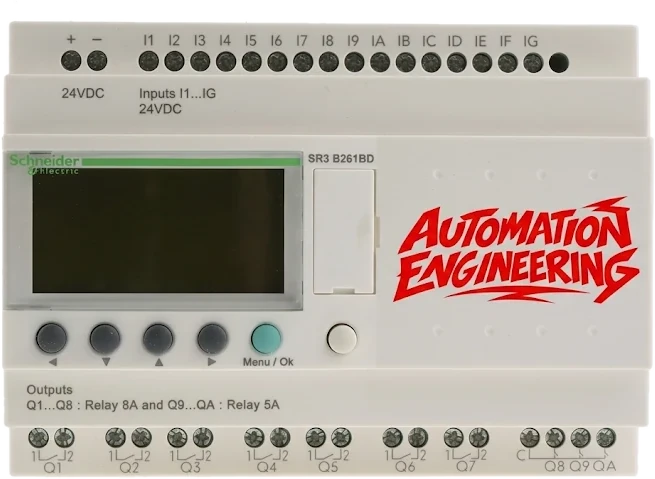 + − I1 I2 I3 I4 I5 I6 I7 I8 I9 IA IB IC ID IE IF IG
24VDC Inputs I1...IG
24VDC
Schneider
Electric
SR3 B261BD
AUTOMATION
ENGINEERING
Menu / Ok
Outputs
Q1...Q8 : Relay 8A and Q9...QA : Relay 5A
1 2 1 2 1 2 1 2 1 2 1 2 1 2 C
Q1 Q2 Q3 Q4 Q5 Q6 Q7 Q8 Q9 QA